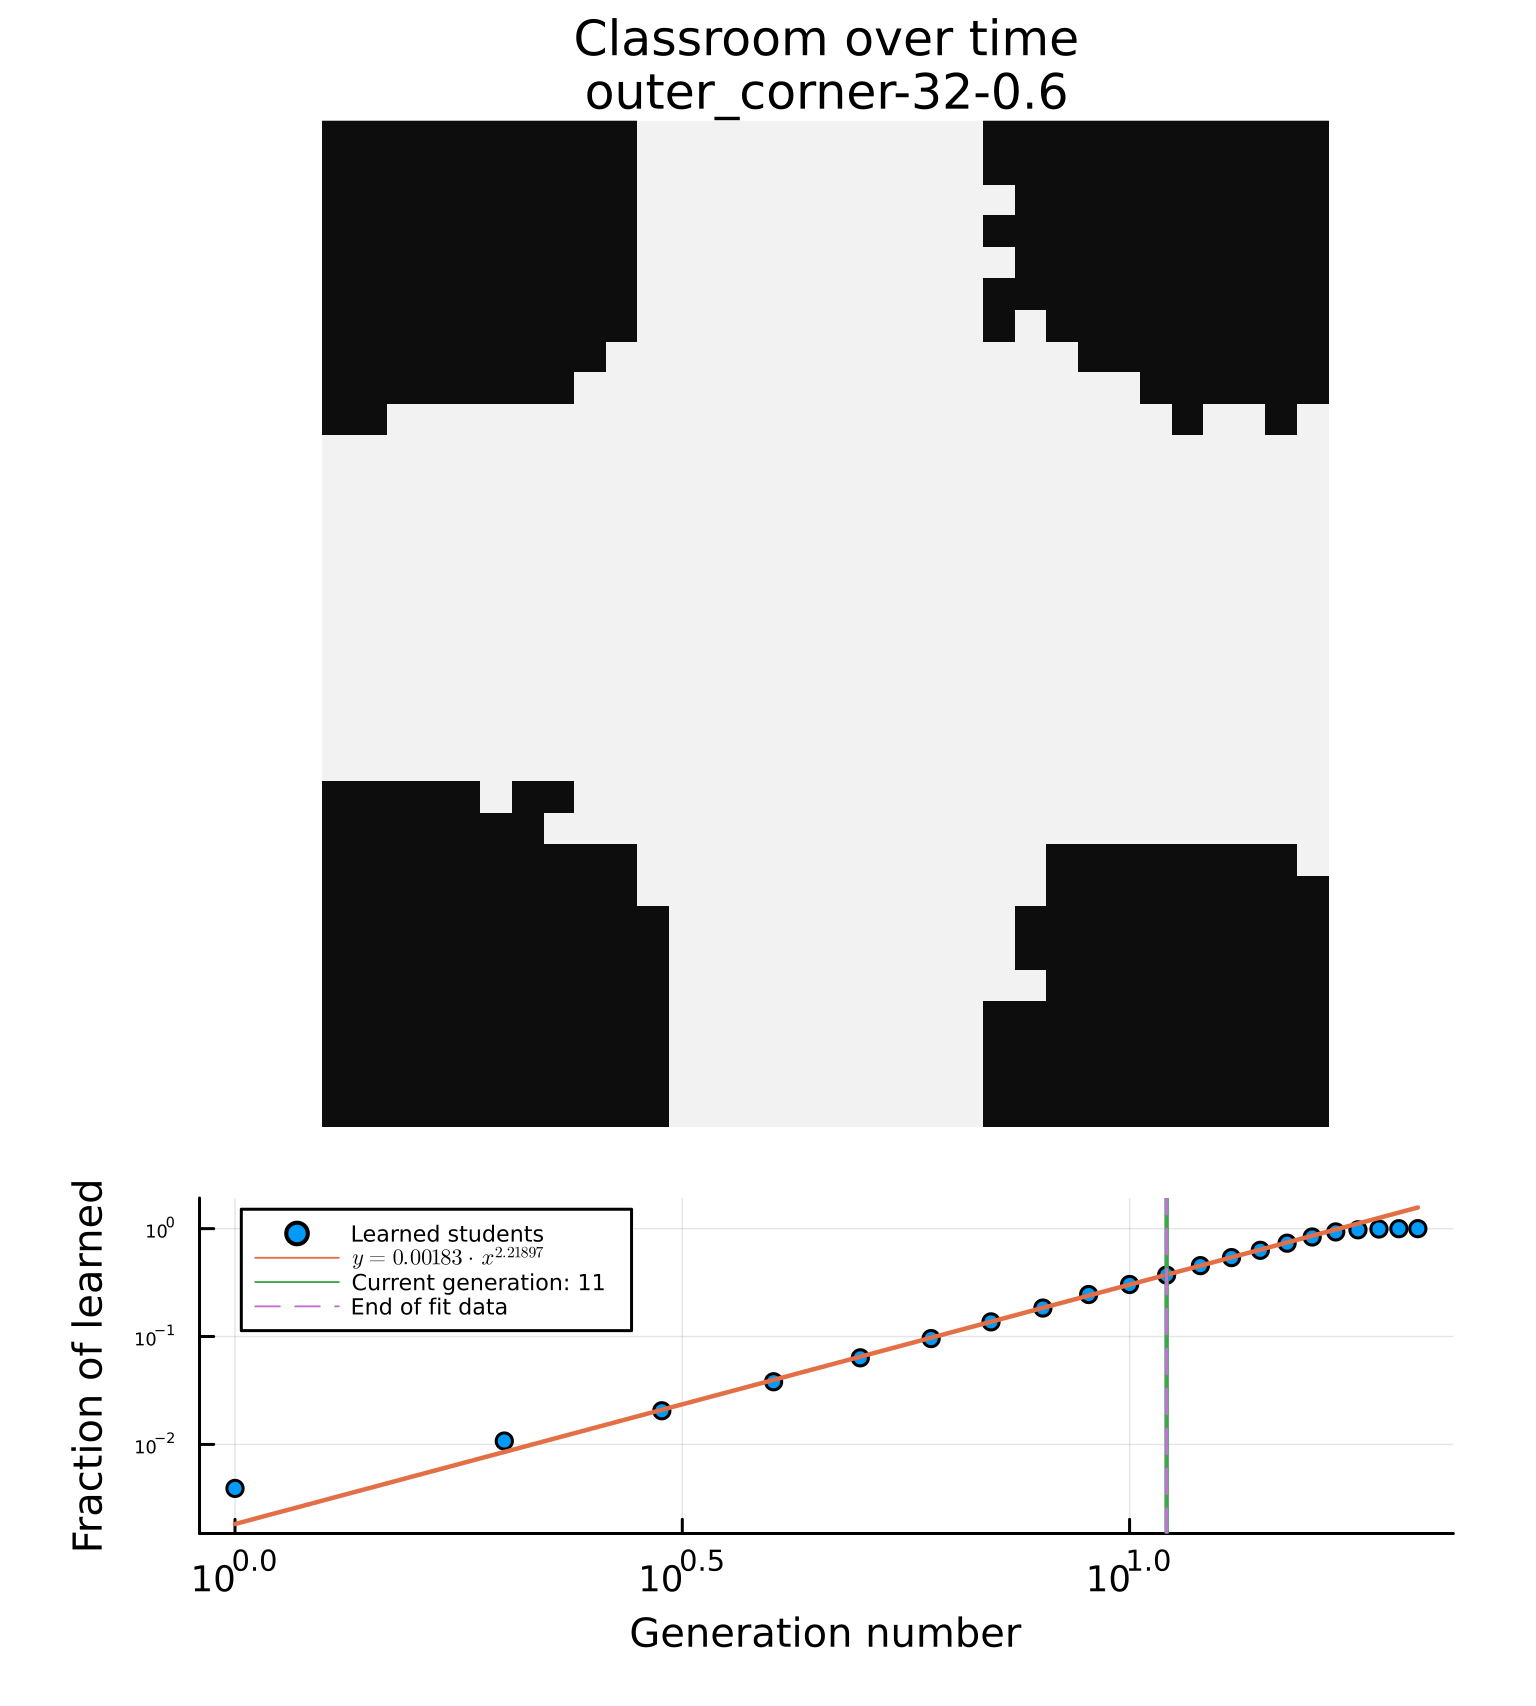 Classroom over time
outer_corner-32-0.6
Fraction of learned
10^0
10^-1
10^-2
Learned students
y = 0.00183 · x^2.21897
Current generation: 11
End of fit data
10^0.0 10^0.5 10^1.0
Generation number